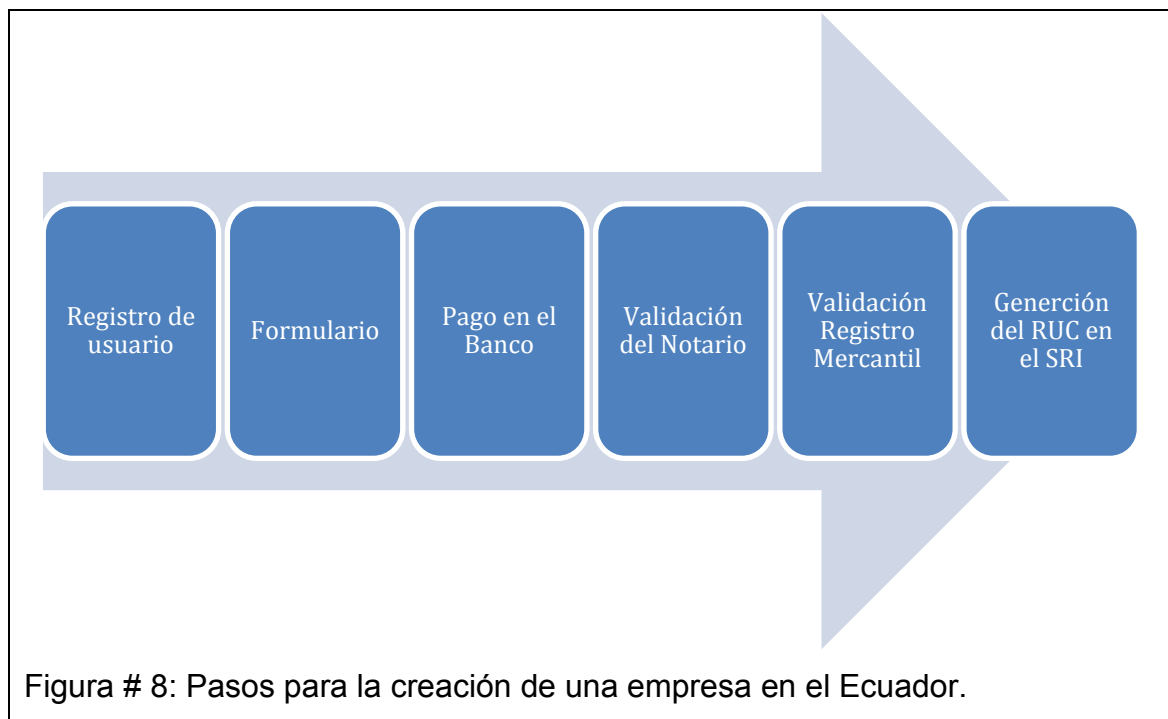 Registro de
usuario
Formulario
Pago en el
Banco
Validación
del Notario
Validación
Registro
Mercantil
Generción
del RUC en
el SRI
Figura # 8: Pasos para la creación de una empresa en el Ecuador.